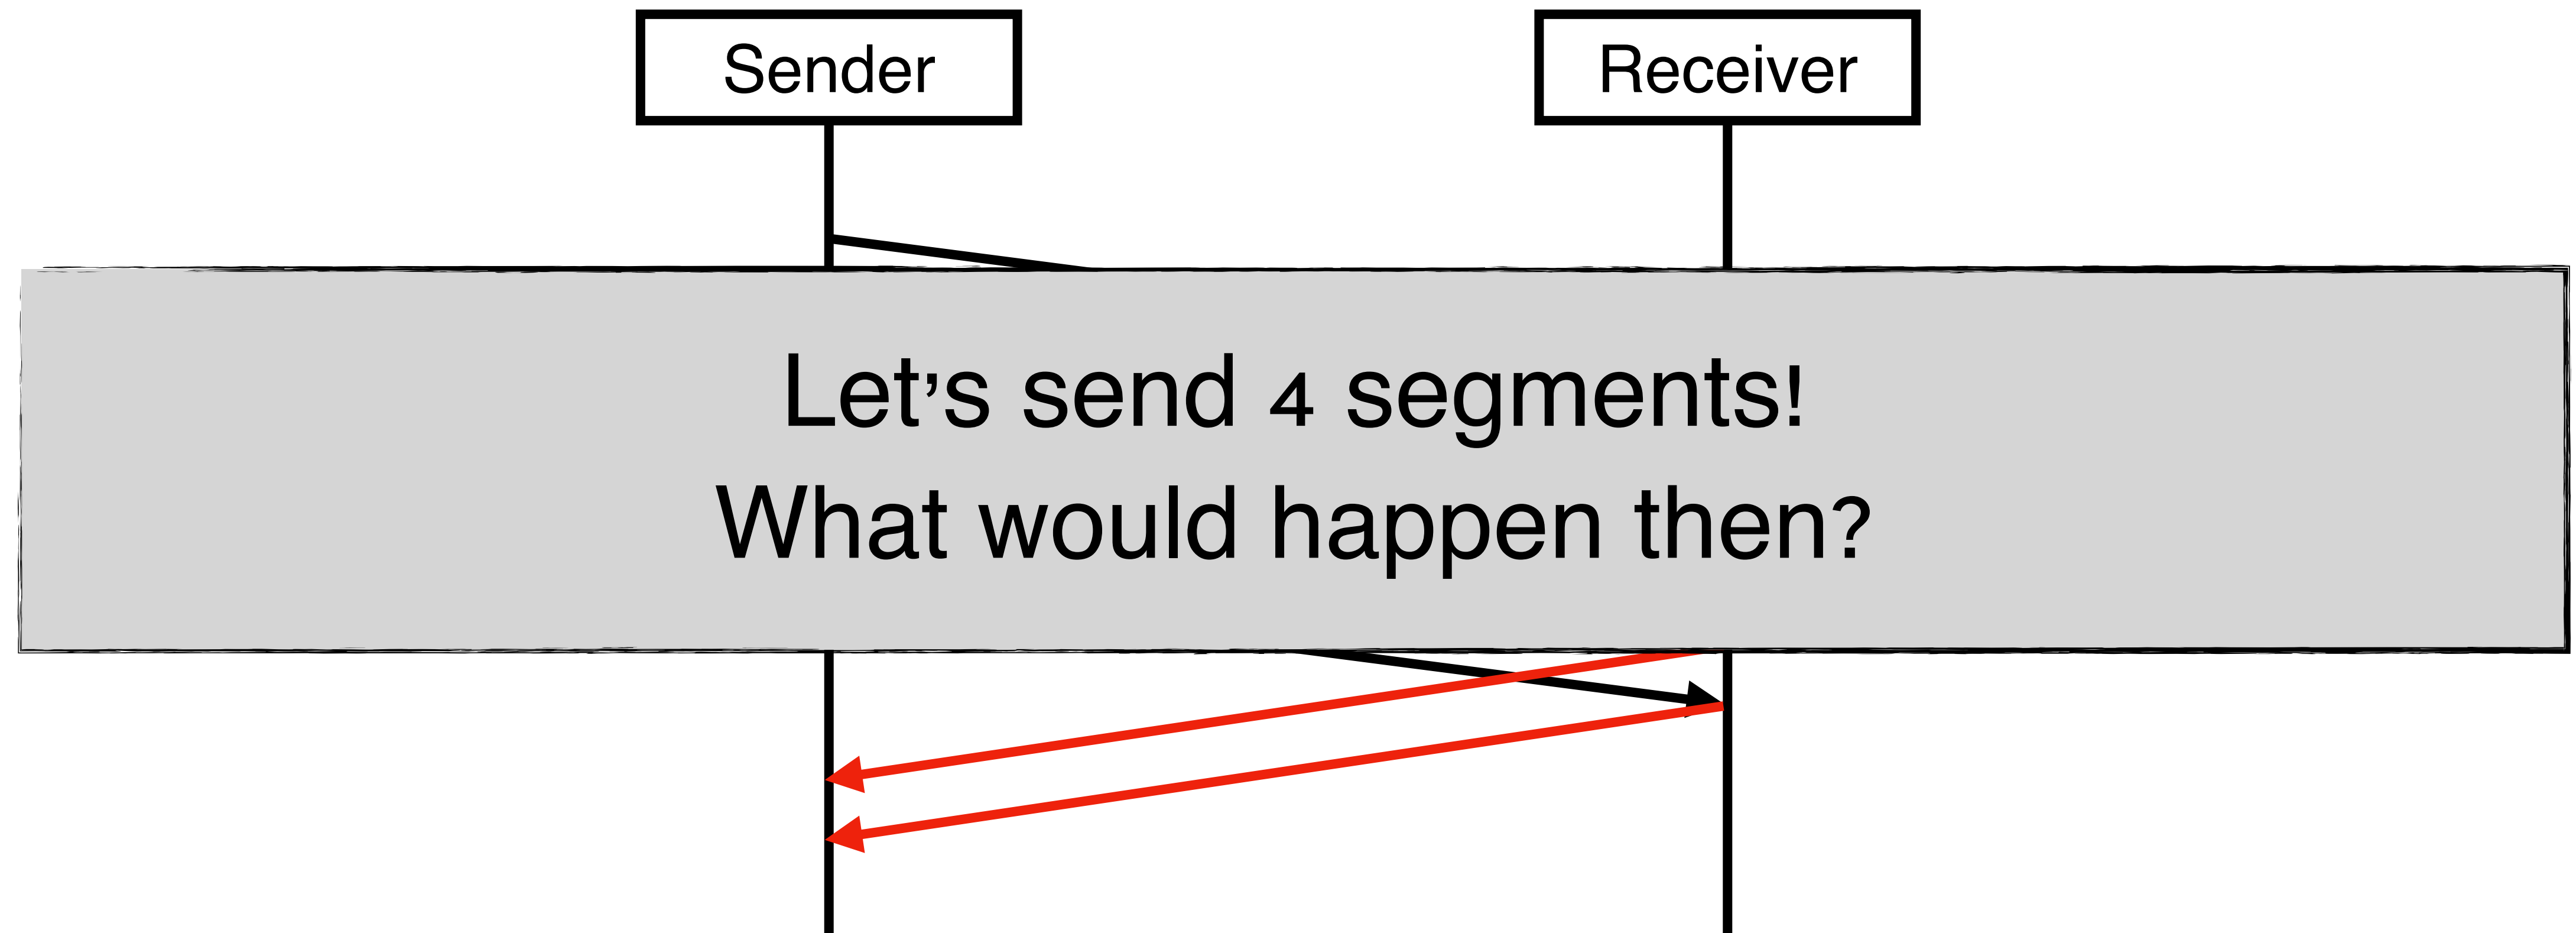 Sender
Receiver
Let's send 4 segments!
What would happen then?